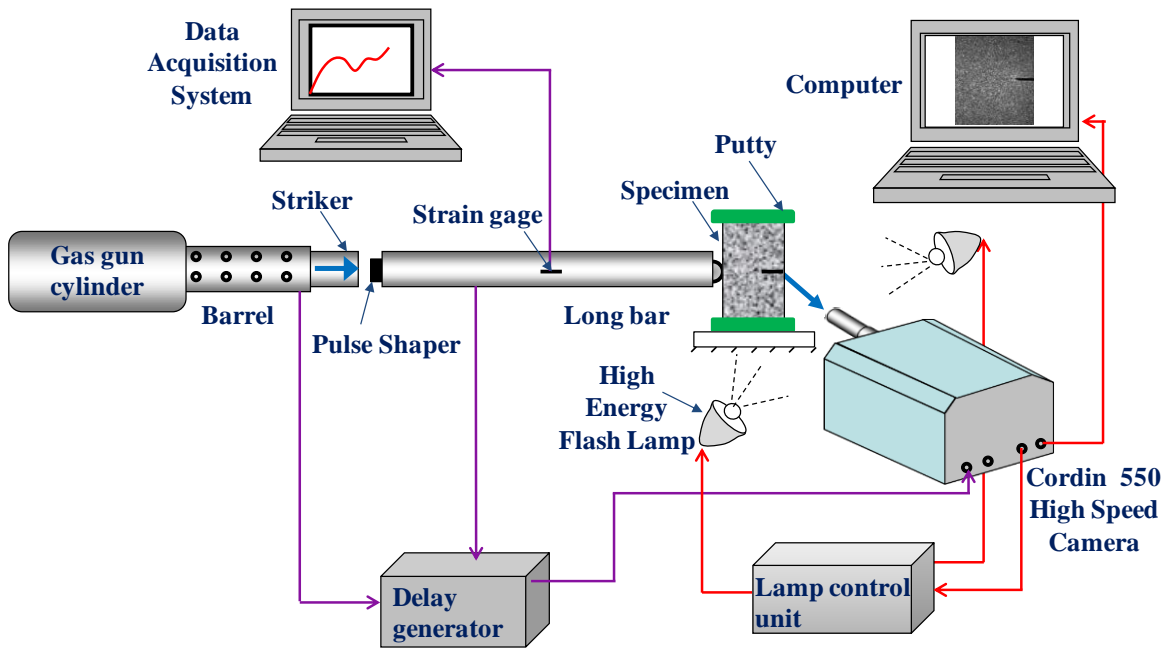 Data
Acquisition
System
Computer
Putty
Specimen
Striker
Strain gage
Gas gun
cylinder
Barrel
Long bar
Pulse Shaper
High
Energy
Flash Lamp
Cordin 550
High Speed
Camera
Delay
generator
Lamp control
unit